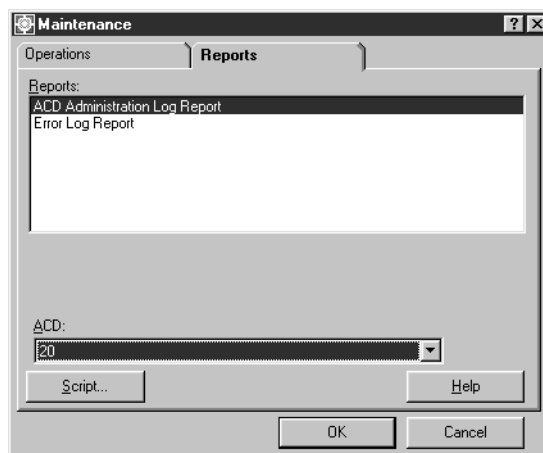 Maintenance
Operations
Reports
Reports:
ACD Administration Log Report
Error Log Report
ACD:
20
Script...
Help
OK
Cancel